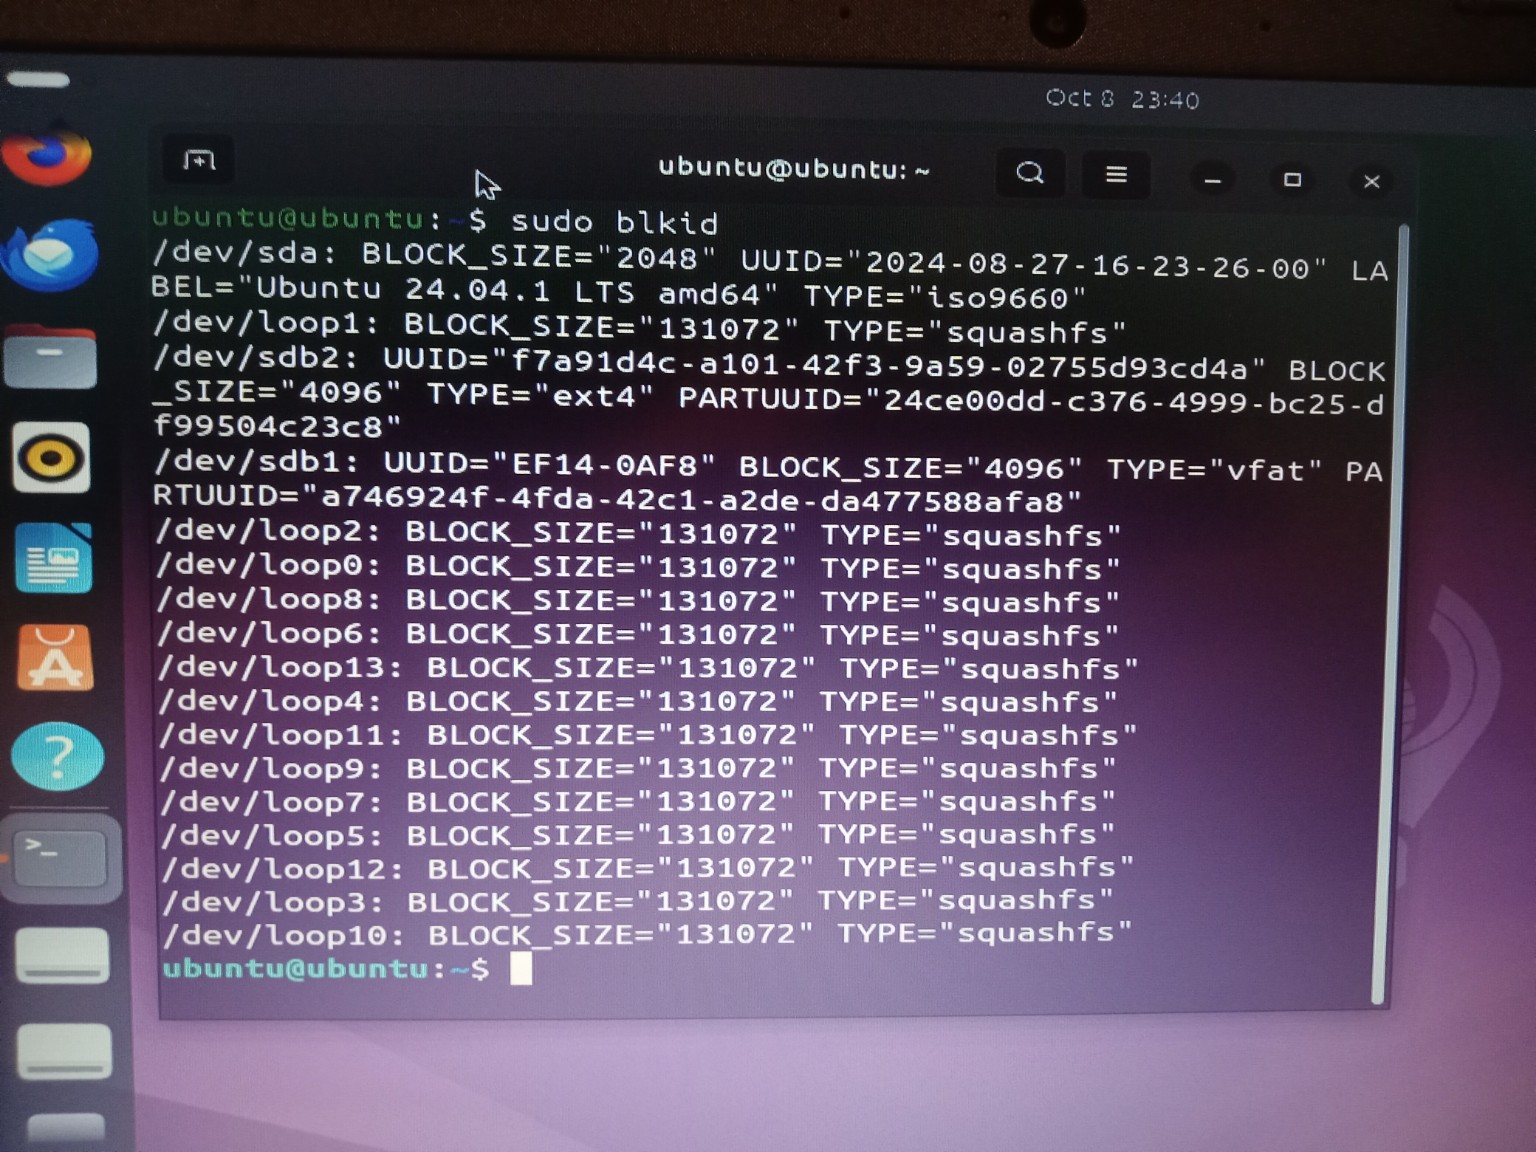 Oct 8 23:40
ubuntu@ubuntu: ~
ubuntu@ubuntu:~$ sudo blkid
/dev/sda: BLOCK_SIZE="2048" UUID="2024-08-27-16-23-26-00" LA
BEL="Ubuntu 24.04.1 LTS amd64" TYPE="iso9660"
/dev/loop1: BLOCK_SIZE="131072" TYPE="squashfs"
/dev/sdb2: UUID="f7a91d4c-a101-42f3-9a59-02755d93cd4a" BLOCK
_SIZE="4096" TYPE="ext4" PARTUUID="24ce00dd-c376-4999-bc25-d
f99504c23c8"
/dev/sdb1: UUID="EF14-0AF8" BLOCK_SIZE="4096" TYPE="vfat" PA
RTUUID="a746924f-4fda-42c1-a2de-da477588afa8"
/dev/loop2: BLOCK_SIZE="131072" TYPE="squashfs"
/dev/loop0: BLOCK_SIZE="131072" TYPE="squashfs"
/dev/loop8: BLOCK_SIZE="131072" TYPE="squashfs"
/dev/loop6: BLOCK_SIZE="131072" TYPE="squashfs"
/dev/loop13: BLOCK_SIZE="131072" TYPE="squashfs"
/dev/loop4: BLOCK_SIZE="131072" TYPE="squashfs"
/dev/loop11: BLOCK_SIZE="131072" TYPE="squashfs"
/dev/loop9: BLOCK_SIZE="131072" TYPE="squashfs"
/dev/loop7: BLOCK_SIZE="131072" TYPE="squashfs"
/dev/loop5: BLOCK_SIZE="131072" TYPE="squashfs"
/dev/loop12: BLOCK_SIZE="131072" TYPE="squashfs"
/dev/loop3: BLOCK_SIZE="131072" TYPE="squashfs"
/dev/loop10: BLOCK_SIZE="131072" TYPE="squashfs"
ubuntu@ubuntu:~$